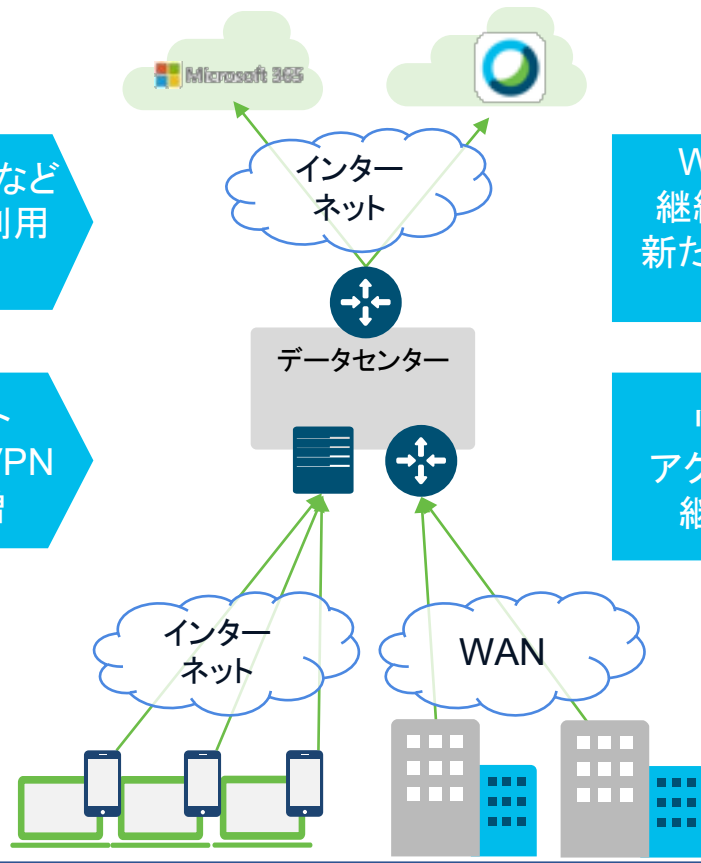 Microsoft 365
インター
ネット
など
利用
データセンター
VPN
アク
継
新た
インター
ネット
WAN